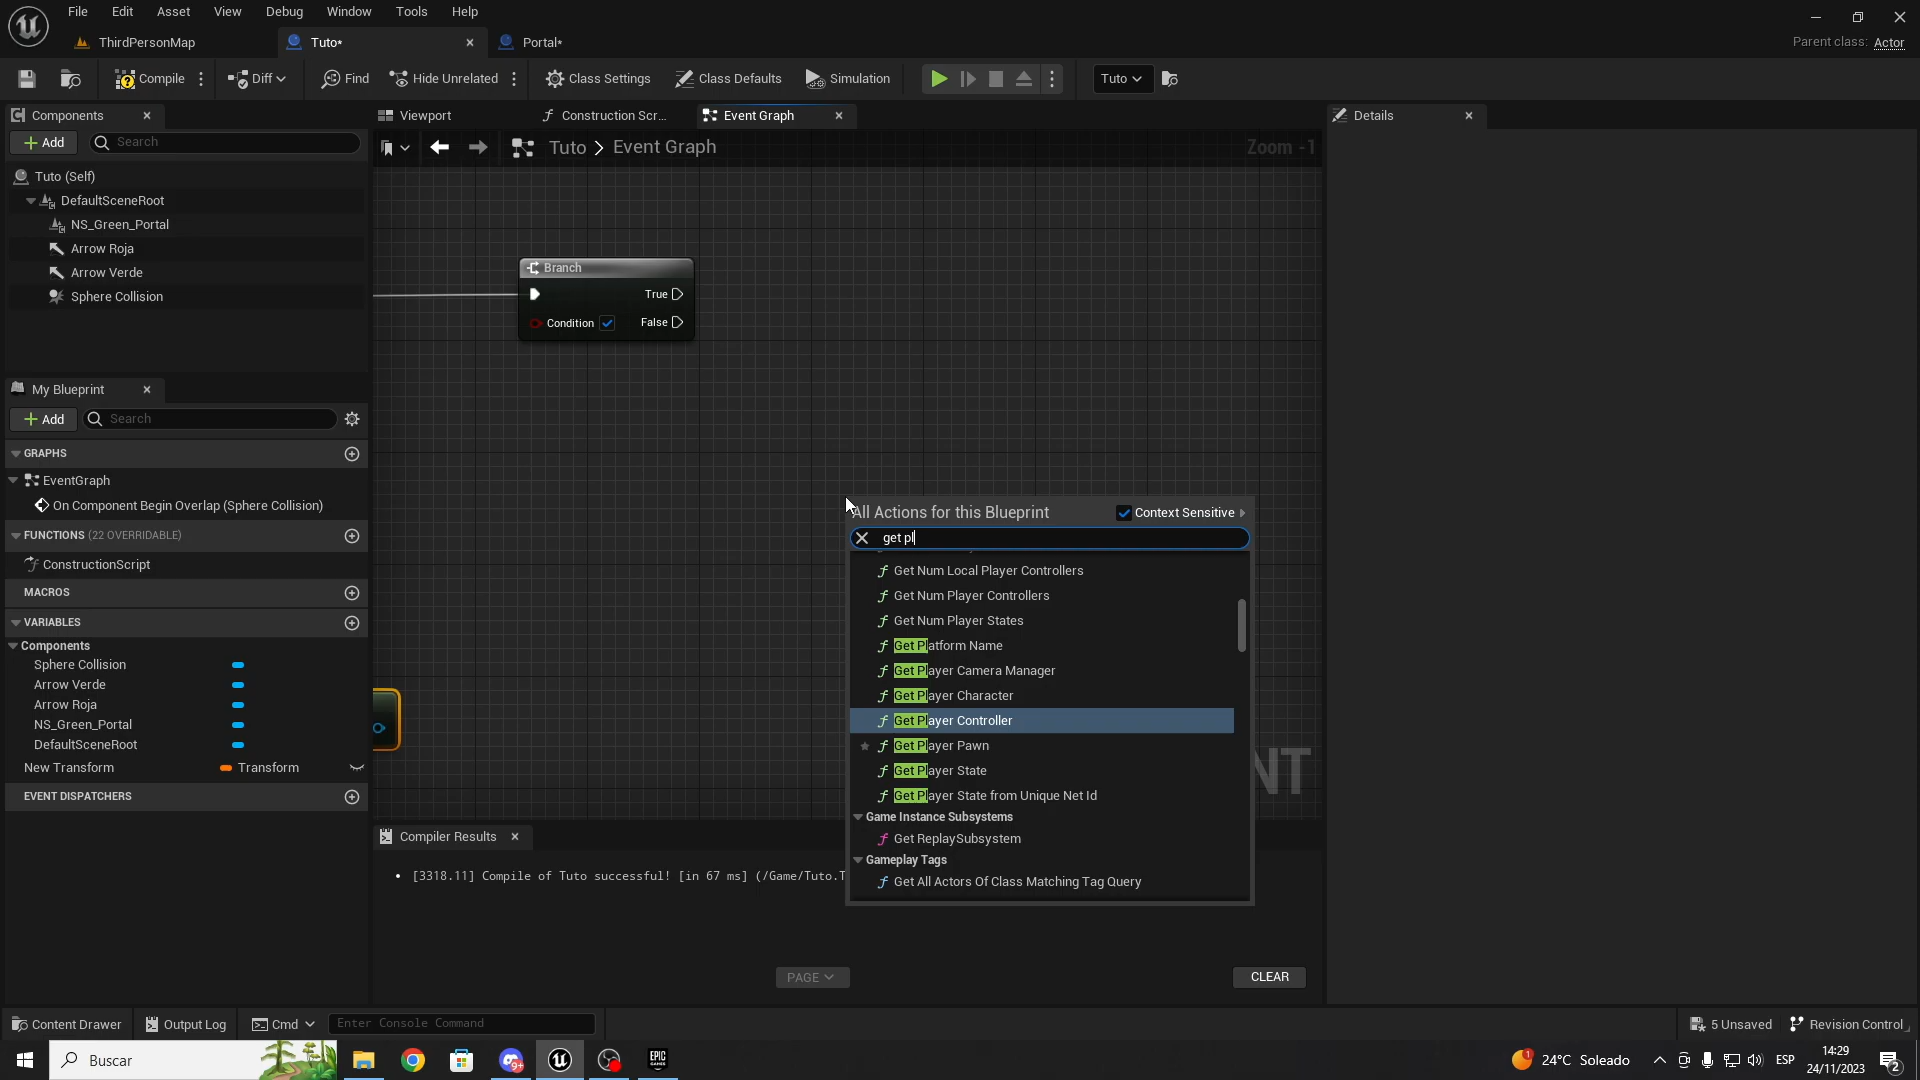 File Edit Asset View Debug Window Tools Help
ThirdPersonMap Tuto* Portal* Parent class: Actor
Compile Diff Find Hide Unrelated Class Settings Class Defaults Simulation Tuto
Components Viewport Construction Scr... Event Graph Details
Add Search
Tuto > Event Graph Zoom -1
Tuto (Self)
DefaultSceneRoot
NS_Green_Portal
Arrow Roja
Arrow Verde
Sphere Collision
Branch
True
Condition False
My Blueprint
Add Search
GRAPHS
EventGraph
On Component Begin Overlap (Sphere Collision)
FUNCTIONS (22 OVERRIDABLE)
ConstructionScript
MACROS
VARIABLES
Components
Sphere Collision
Arrow Verde
Arrow Roja
NS_Green_Portal
DefaultSceneRoot
New Transform Transform
EVENT DISPATCHERS
All Actions for this Blueprint Context Sensitive
get pl
Get Num Local Player Controllers
Get Num Player Controllers
Get Num Player States
Get Platform Name
Get Player Camera Manager
Get Player Character
Get Player Controller
Get Player Pawn
Get Player State
Get Player State from Unique Net Id
Game Instance Subsystems
Get ReplaySubsystem
Gameplay Tags
Get All Actors Of Class Matching Tag Query
NT
Compiler Results
[3318.11] Compile of Tuto successful! [in 67 ms] (/Game/Tuto.T
PAGE CLEAR
Content Drawer Output Log Cmd Enter Console Command 5 Unsaved Revision Control
Buscar 9+ EPIC GAMES 1 24°C Soleado ESP 14:29
24/11/2023 2